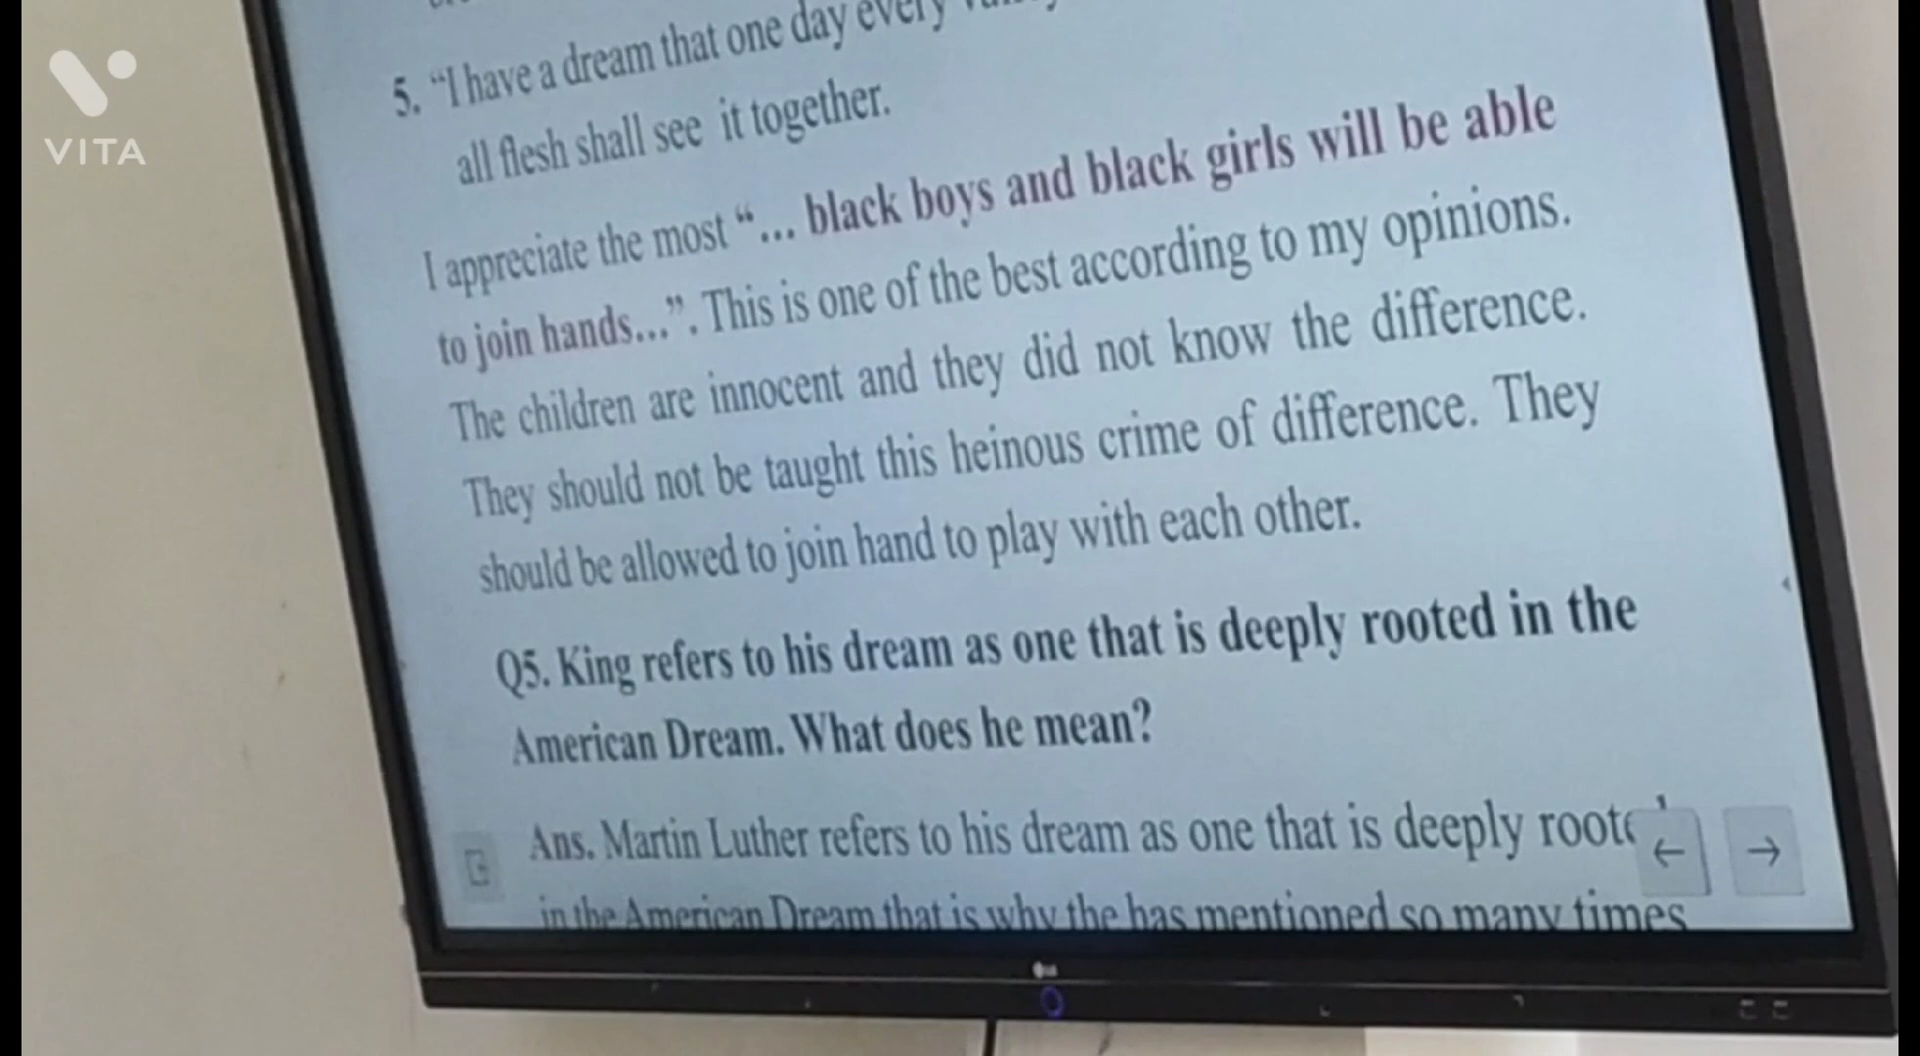 VITA
5. “I have a dream that one day every
all flesh shall see it together.
I appreciate the most “... black boys and black girls will be able
to join hands...”. This is one of the best according to my opinions.
The children are innocent and they did not know the difference.
They should not be taught this heinous crime of difference. They
should be allowed to join hand to play with each other.
Q5. King refers to his dream as one that is deeply rooted in the
American Dream. What does he mean?
Ans. Martin Luther refers to his dream as one that is deeply
in the American Dream that is why the has mentioned so many times